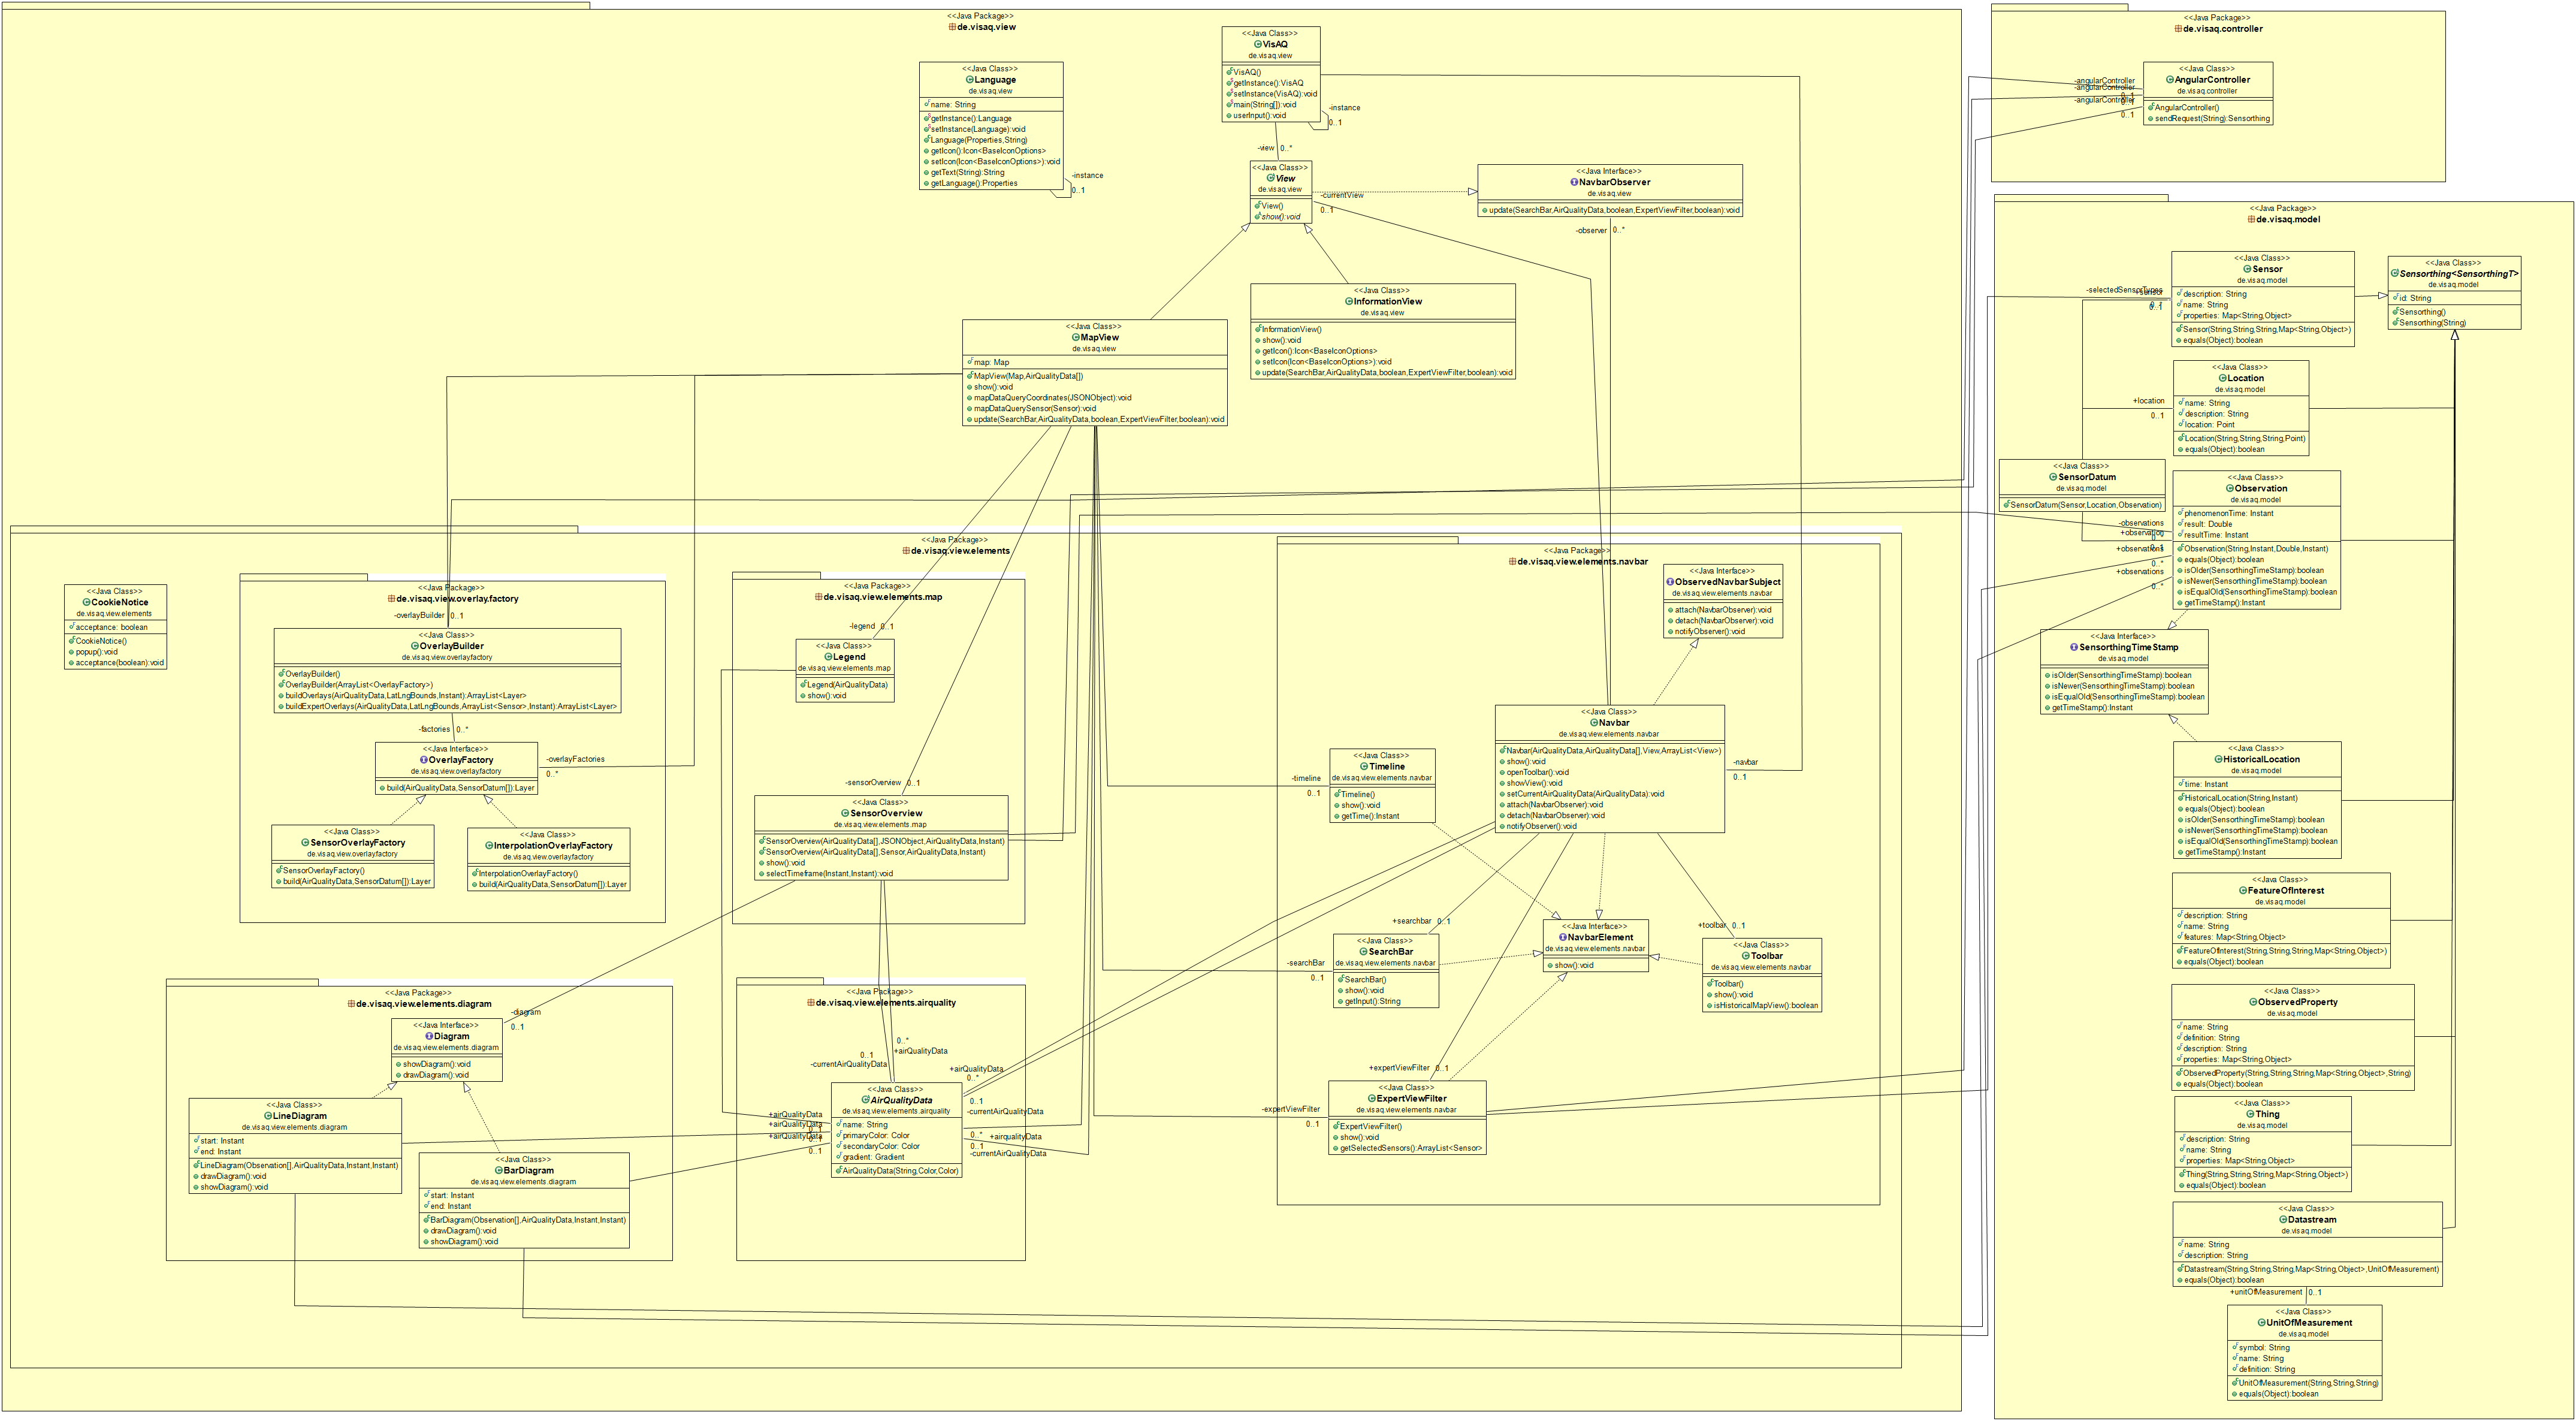 <<Java Package>>
de.visaq.view
<<Java Class>>
Language
de.visaq.view
name: String
getInstance():Language
setInstance(Language):void
Language(Properties,String)
getIcon():Icon<BaseIconOptions>
setIcon(Icon<BaseIconOptions>):void
getText(String):String
getLanguage():Properties
-instance
0..1
<<Java Class>>
VisAQ
de.visaq.view
VisAQ()
getInstance():VisAQ
setInstance(VisAQ):void
main(String[]):void
userInput():void
-instance
0..1
-view 0..*
<<Java Class>>
View
de.visaq.view
View()
show():void
-currentView
0..1
<<Java Interface>>
NavbarObserver
de.visaq.view
update(SearchBar,AirQualityData,boolean,ExpertViewFilter,boolean):void
-observer 0..*
<<Java Class>>
InformationView
de.visaq.view
InformationView()
show():void
getIcon():Icon<BaseIconOptions>
setIcon(Icon<BaseIconOptions>):void
update(SearchBar,AirQualityData,boolean,ExpertViewFilter,boolean):void
<<Java Class>>
MapView
de.visaq.view
map: Map
MapView(Map,AirQualityData[])
show():void
mapDataQueryCoordinates(JSONObject):void
mapDataQuerySensor(Sensor):void
update(SearchBar,AirQualityData,boolean,ExpertViewFilter,boolean):void
<<Java Package>>
de.visaq.view.elements
<<Java Class>>
CookieNotice
de.visaq.view.elements
acceptance: boolean
CookieNotice()
popup():void
acceptance(boolean):void
<<Java Package>>
de.visaq.view.overlay.factory
-overlayBuilder 0..1
<<Java Class>>
OverlayBuilder
de.visaq.view.overlay.factory
OverlayBuilder()
OverlayBuilder(ArrayList<OverlayFactory>)
buildOverlays(AirQualityData,LatLngBounds,Instant):ArrayList<Layer>
buildExpertOverlays(AirQualityData,LatLngBounds,ArrayList<Sensor>,Instant):ArrayList<Layer>
-factories 0..*
<<Java Interface>>
OverlayFactory
de.visaq.view.overlay.factory
build(AirQualityData,SensorDatum[]):Layer
-overlayFactories
0..*
<<Java Class>>
SensorOverlayFactory
de.visaq.view.overlay.factory
SensorOverlayFactory()
build(AirQualityData,SensorDatum[]):Layer
<<Java Class>>
InterpolationOverlayFactory
de.visaq.view.overlay.factory
InterpolationOverlayFactory()
build(AirQualityData,SensorDatum[]):Layer
<<Java Package>>
de.visaq.view.elements.map
-legend 0..1
<<Java Class>>
Legend
de.visaq.view.elements.map
Legend(AirQualityData)
show():void
-sensorOverview 0..1
<<Java Class>>
SensorOverview
de.visaq.view.elements.map
SensorOverview(AirQualityData[],JSONObject,AirQualityData,Instant)
SensorOverview(AirQualityData[],Sensor,AirQualityData,Instant)
show():void
selectTimeframe(Instant,Instant):void
<<Java Package>>
de.visaq.view.elements.navbar
<<Java Interface>>
ObservedNavbarSubject
de.visaq.view.elements.navbar
attach(NavbarObserver):void
detach(NavbarObserver):void
notifyObserver():void
<<Java Class>>
Navbar
de.visaq.view.elements.navbar
Navbar(AirQualityData,AirQualityData[],View,ArrayList<View>)
show():void
openToolbar():void
showView():void
setCurrentAirQualityData(AirQualityData):void
attach(NavbarObserver):void
detach(NavbarObserver):void
notifyObserver():void
-navbar
0..1
-timeline
0..1
<<Java Class>>
Timeline
de.visaq.view.elements.navbar
Timeline()
show():void
getTime():Instant
+searchbar 0..1
-searchBar
0..1
<<Java Class>>
SearchBar
de.visaq.view.elements.navbar
SearchBar()
show():void
getInput():String
<<Java Interface>>
NavbarElement
de.visaq.view.elements.navbar
show():void
+toolbar 0..1
<<Java Class>>
Toolbar
de.visaq.view.elements.navbar
Toolbar()
show():void
isHistoricalMapView():boolean
+expertViewFilter 0..1
-expertViewFilter
0..1
<<Java Class>>
ExpertViewFilter
de.visaq.view.elements.navbar
ExpertViewFilter()
show():void
getSelectedSensors():ArrayList<Sensor>
<<Java Package>>
de.visaq.view.elements.diagram
-diagram
0..1
<<Java Interface>>
Diagram
de.visaq.view.elements.diagram
showDiagram():void
drawDiagram():void
<<Java Class>>
LineDiagram
de.visaq.view.elements.diagram
start: Instant
end: Instant
LineDiagram(Observation[],AirQualityData,Instant,Instant)
drawDiagram():void
showDiagram():void
<<Java Class>>
BarDiagram
de.visaq.view.elements.diagram
start: Instant
end: Instant
BarDiagram(Observation[],AirQualityData,Instant,Instant)
drawDiagram():void
showDiagram():void
<<Java Package>>
de.visaq.view.elements.airquality
0..*
+airQualityData
0..1
-currentAirQualityData
+airQualityData
0..*
0..1
-currentAirQualityData
<<Java Class>>
AirQualityData
de.visaq.view.elements.airquality
name: String
primaryColor: Color
secondaryColor: Color
gradient: Gradient
AirQualityData(String,Color,Color)
+airQualityData
+airQualityData
+airQualityData
0..1
0..* +airqualityData
0..1
-currentAirQualityData
<<Java Package>>
de.visaq.controller
-angularController
-angularController
-angularController
0..1
0..1
<<Java Class>>
AngularController
de.visaq.controller
AngularController()
sendRequest(String):Sensorthing
<<Java Package>>
de.visaq.model
-selectedSensorTypes
+sensor
0..1
<<Java Class>>
Sensor
de.visaq.model
description: String
name: String
properties: Map<String,Object>
Sensor(String,String,String,Map<String,Object>)
equals(Object):boolean
<<Java Class>>
Sensorthing<SensorthingT>
de.visaq.model
id: String
Sensorthing()
Sensorthing(String)
+location
0..1
<<Java Class>>
Location
de.visaq.model
name: String
description: String
location: Point
Location(String,String,String,Point)
equals(Object):boolean
<<Java Class>>
SensorDatum
de.visaq.model
SensorDatum(Sensor,Location,Observation)
-observations
+observation
+observations
0..*
+observations
0..*
<<Java Class>>
Observation
de.visaq.model
phenomenonTime: Instant
result: Double
resultTime: Instant
Observation(String,Instant,Double,Instant)
equals(Object):boolean
isOlder(SensorthingTimeStamp):boolean
isNewer(SensorthingTimeStamp):boolean
isEqualOld(SensorthingTimeStamp):boolean
getTimeStamp():Instant
<<Java Interface>>
SensorthingTimeStamp
de.visaq.model
isOlder(SensorthingTimeStamp):boolean
isNewer(SensorthingTimeStamp):boolean
isEqualOld(SensorthingTimeStamp):boolean
getTimeStamp():Instant
<<Java Class>>
HistoricalLocation
de.visaq.model
time: Instant
HistoricalLocation(String,Instant)
equals(Object):boolean
isOlder(SensorthingTimeStamp):boolean
isNewer(SensorthingTimeStamp):boolean
isEqualOld(SensorthingTimeStamp):boolean
getTimeStamp():Instant
<<Java Class>>
FeatureOfInterest
de.visaq.model
description: String
name: String
features: Map<String,Object>
FeatureOfInterest(String,String,String,Map<String,Object>)
equals(Object):boolean
<<Java Class>>
ObservedProperty
de.visaq.model
name: String
definition: String
description: String
properties: Map<String,Object>
ObservedProperty(String,String,String,Map<String,Object>,String)
equals(Object):boolean
<<Java Class>>
Thing
de.visaq.model
description: String
name: String
properties: Map<String,Object>
Thing(String,String,String,Map<String,Object>)
equals(Object):boolean
<<Java Class>>
Datastream
de.visaq.model
name: String
description: String
Datastream(String,String,String,Map<String,Object>,UnitOfMeasurement)
equals(Object):boolean
+unitOfMeasurement 0..1
<<Java Class>>
UnitOfMeasurement
de.visaq.model
symbol: String
name: String
definition: String
UnitOfMeasurement(String,String,String)
equals(Object):boolean